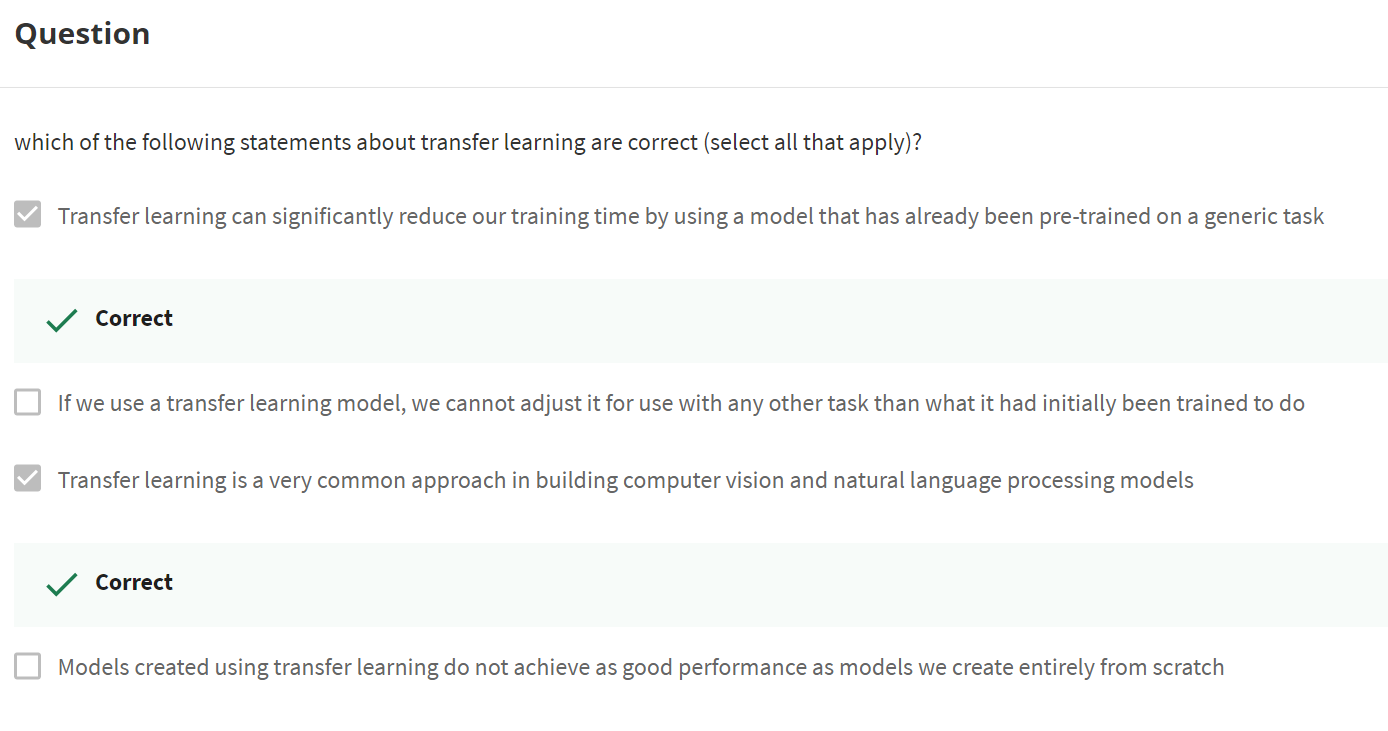 Question
which of the following statements about transfer learning are correct (select all that apply)?
Transfer learning can significantly reduce our training time by using a model that has already been pre-trained on a generic task
Correct
If we use a transfer learning model, we cannot adjust it for use with any other task than what it had initially been trained to do
Transfer learning is a very common approach in building computer vision and natural language processing models
Correct
Models created using transfer learning do not achieve as good performance as models we create entirely from scratch